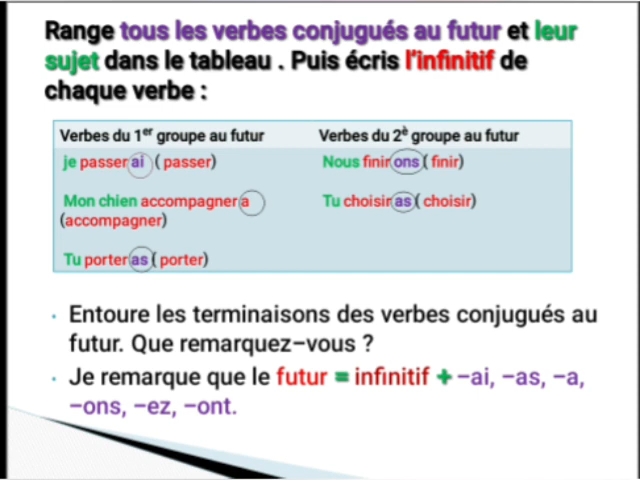 Range tous les verbes conjugués au futur et leur
sujet dans le tableau . Puis écris l'infinitif de
chaque verbe :
Verbes du 1er groupe au futur
Verbes du 2è groupe au futur
je passerai ( passer)
Nous finirons ( finir)
Mon chien accompagnera
(accompagner)
Tu choisiras ( choisir)
Tu porteras ( porter)
• Entoure les terminaisons des verbes conjugués au
futur. Que remarquez-vous ?
• Je remarque que le futur = infinitif + -ai, -as, -a,
-ons, -ez, -ont.